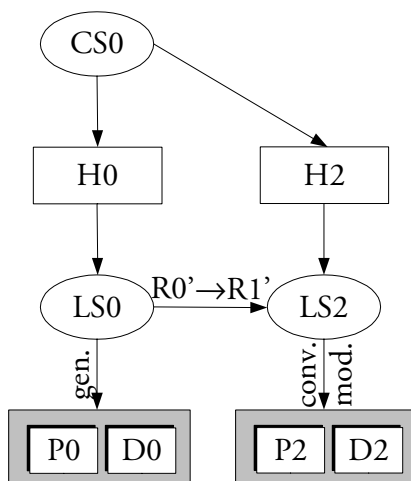 CS0
H0 H2
R0'→R1'
LS0 LS2
gen. conv. mod.
P0 D0 P2 D2